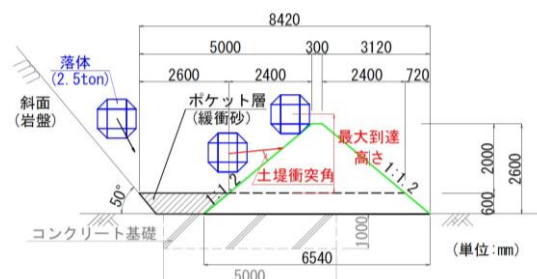 8420
5000
300
3120
2600
2400
2400
720
落体
(2.5ton)
斜面
(岩盤)
ポケット層
(緩衝砂)
最大到達
高さ
土堤衝突角
1:1.2
1:1.2
50°
2000
600
2600
コンクリート基礎
1000
(単位:mm)
6540
5000